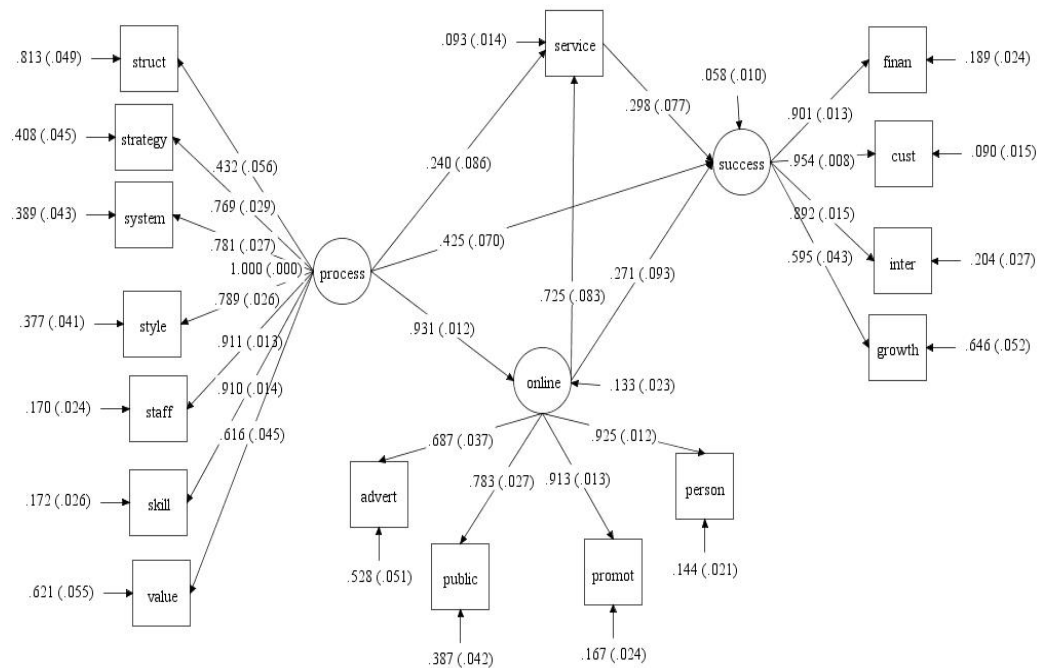 .813 (.049)
struct
.408 (.045)
strategy
.389 (.043)
system
.377 (.041)
style
.170 (.024)
staff
.172 (.026)
skill
.621 (.055)
value
.432 (.056)
.769 (.029)
.781 (.027)
1.000 (.000)
.789 (.026)
.911 (.013)
.910 (.014)
.616 (.045)
process
.093 (.014)
service
.240 (.086)
.425 (.070)
.931 (.012)
.298 (.077)
.058 (.010)
success
.271 (.093)
.725 (.083)
online
.133 (.023)
.687 (.037)
.783 (.027)
.913 (.013)
.925 (.012)
advert
.528 (.051)
public
.387 (.042)
promot
.167 (.024)
person
.144 (.021)
.901 (.013)
.954 (.008)
.892 (.015)
.595 (.043)
finan
.189 (.024)
cust
.090 (.015)
inter
.204 (.027)
growth
.646 (.052)